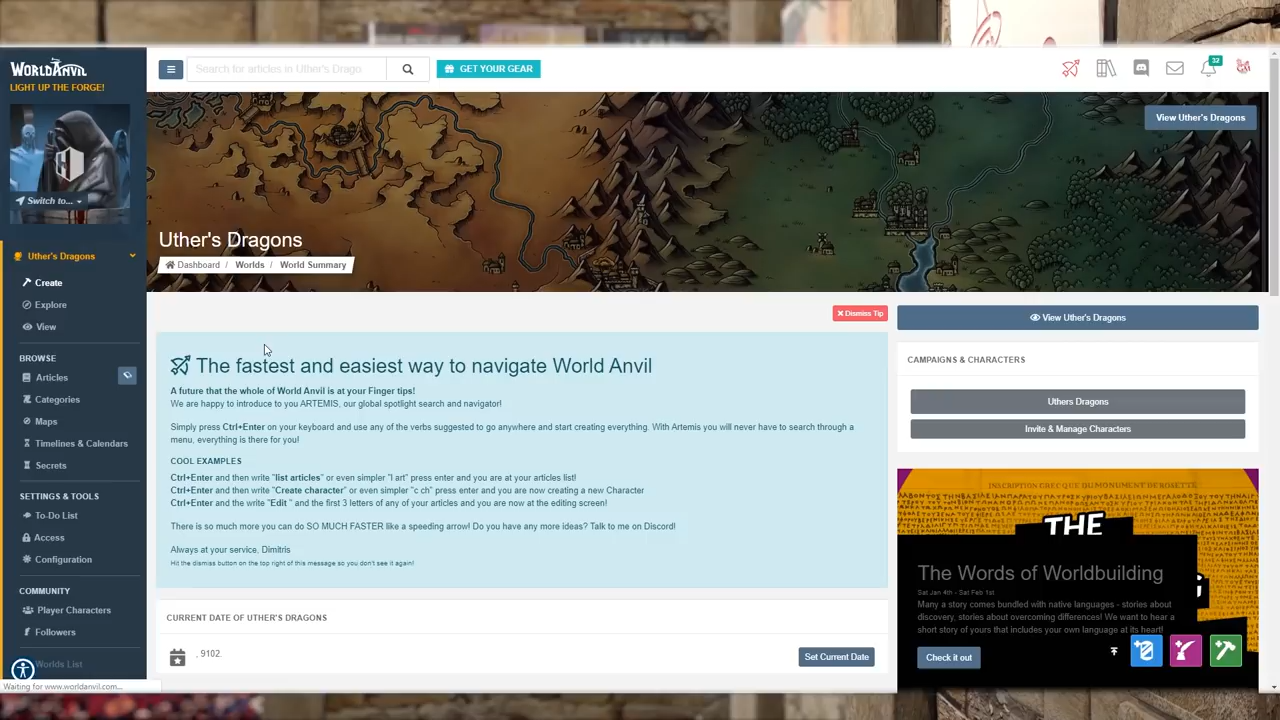 WORLDANVIL
LIGHT UP THE FORGE!
Switch to...
Uther's Dragons
Create
Explore
View
BROWSE
Articles
Categories
Maps
Timelines & Calendars
Secrets
SETTINGS & TOOLS
To-Do List
Access
Configuration
COMMUNITY
Player Characters
Followers
Worlds List
Waiting for www.worldanvil.com...
Search for articles in Uther's Drago
GET YOUR GEAR
32
View Uther's Dragons
Uther's Dragons
Dashboard / Worlds / World Summary
Dismiss Tip
The fastest and easiest way to navigate World Anvil
A future that the whole of World Anvil is at your Finger tips!
We are happy to introduce to you ARTEMIS, our global spotlight search and navigator!
Simply press Ctrl+Enter on your keyboard and use any of the verbs suggested to go anywhere and start creating everything. With Artemis you will never have to search through a
menu, everything is there for you!
COOL EXAMPLES
Ctrl+Enter and then write "list articles" or even simpler "l art" press enter and you are at your articles list!
Ctrl+Enter and then write "Create character" or even simpler "c ch" press enter and you are now creating a new Character
Ctrl+Enter and the write "Edit " and the first 3 letters of any of your articles and you are now at the editing screen!
There is so much more you can do SO MUCH FASTER like a speeding arrow! Do you have any more ideas? Talk to me on Discord!
Always at your service, Dimitris
Hit the dismiss button on the top right of this message so you don't see it again!
CURRENT DATE OF UTHER'S DRAGONS
, 9102.
Set Current Date
View Uther's Dragons
CAMPAIGNS & CHARACTERS
Uthers Dragons
Invite & Manage Characters
THE
The Words of Worldbuilding
Sat Jan 4th - Sat Feb 1st
Many a story comes bundled with native languages - stories about
discovery, stories about overcoming differences! We want to hear a
short story of yours that includes your own language at its heart!
Check it out